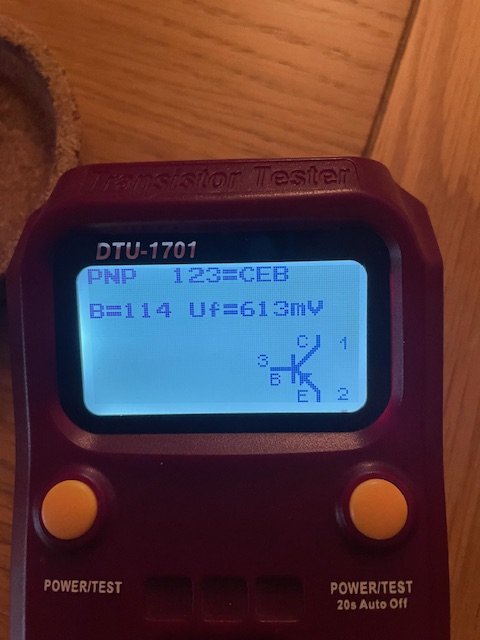 Transistor Tester
DTU-1701
PNP 123=CEB
B=114 Uf=613mV
C 1
3
B
E 2
POWER/TEST
POWER/TEST
20s Auto Off